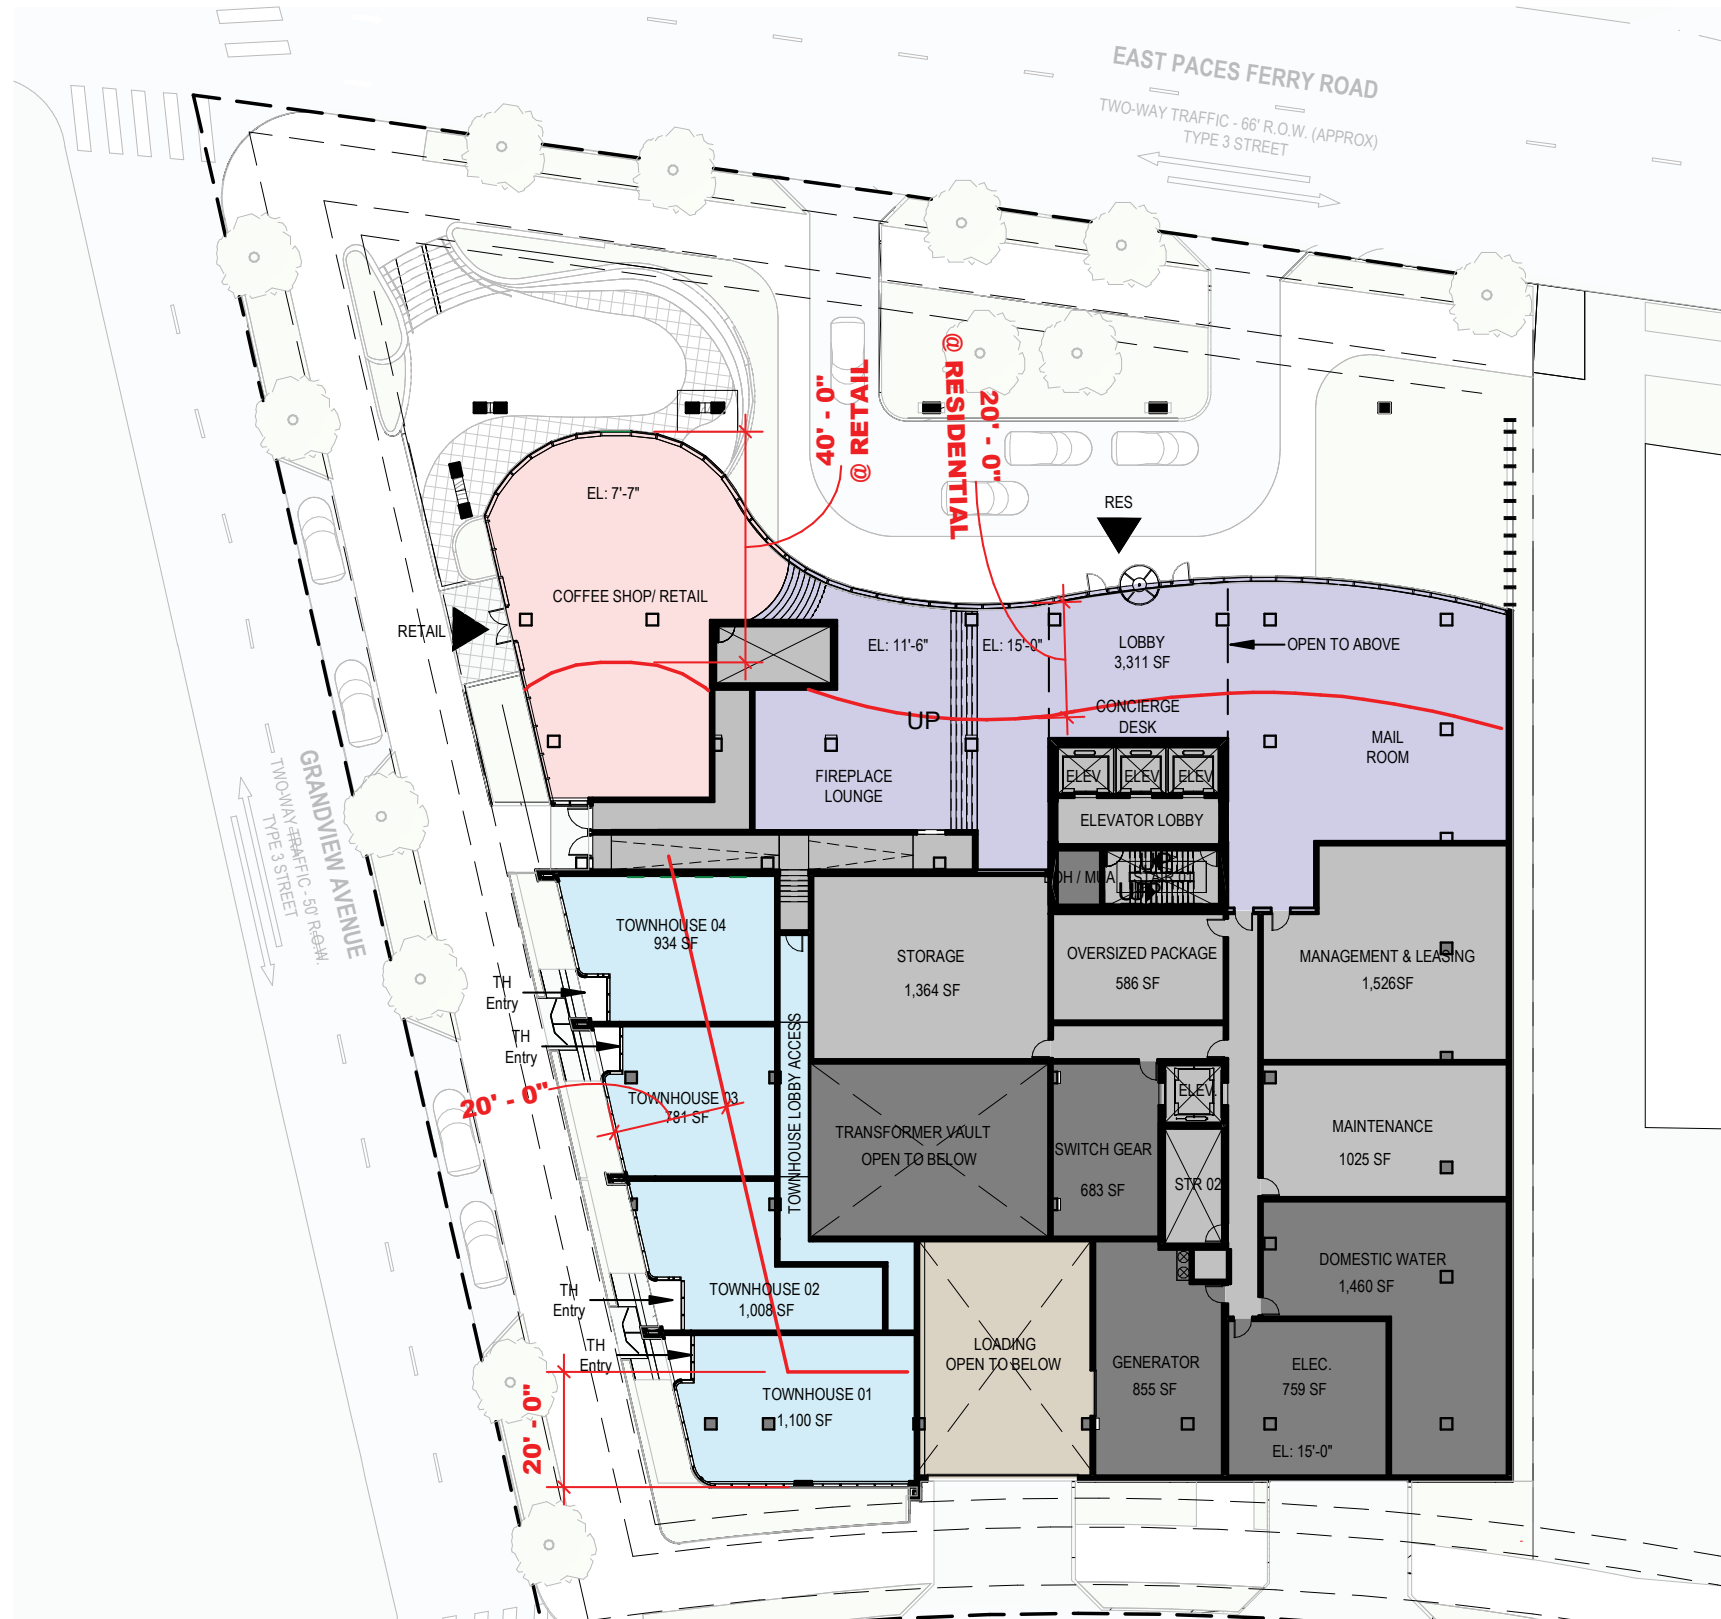 EAST PACES FERRY ROAD
TWO-WAY TRAFFIC - 66' R.O.W. (APPROX)
TYPE 3 STREET
40' - 0"
@ RETAIL
20' - 0"
@ RESIDENTIAL
EL: 7'-7"
RES
COFFEE SHOP/ RETAIL
RETAIL
EL: 11'-6"
EL: 15'-0"
LOBBY
3,311 SF
OPEN TO ABOVE
UP
CONCIERGE
DESK
MAIL
ROOM
FIREPLACE
LOUNGE
ELEV.
ELEV.
ELEV.
ELEVATOR LOBBY
GRANDVIEW AVENUE
TWO-WAY TRAFFIC - 50' R.O.W.
TYPE 3 STREET
BOH / MUA
UP
TOWNHOUSE 04
934 SF
STORAGE
1,364 SF
OVERSIZED PACKAGE
586 SF
MANAGEMENT & LEASING
1,526SF
TH
Entry
TH
Entry
TOWNHOUSE LOBBY ACCESS
20' - 0"
TOWNHOUSE 03
781 SF
ELEV.
TRANSFORMER VAULT
OPEN TO BELOW
SWITCH GEAR
683 SF
STR 02
MAINTENANCE
1025 SF
DOMESTIC WATER
1,460 SF
TH
Entry
TOWNHOUSE 02
1,008 SF
TH
Entry
LOADING
OPEN TO BELOW
GENERATOR
855 SF
ELEC.
759 SF
20' - 0"
TOWNHOUSE 01
1,100 SF
EL: 15'-0"